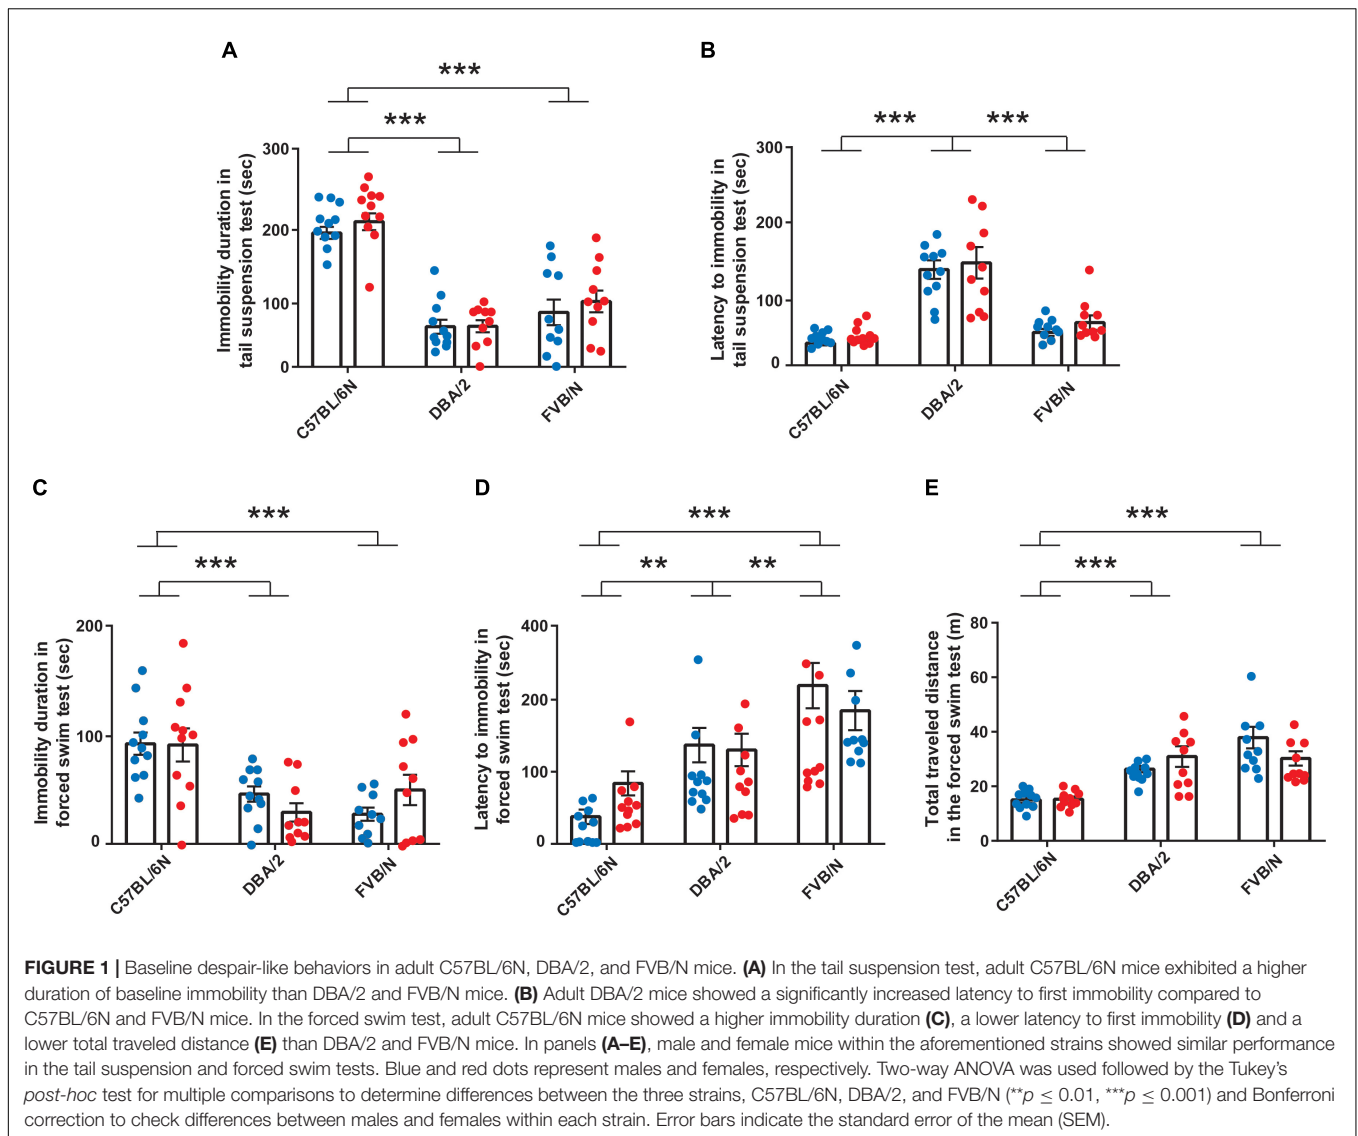 A
***
***
Immobility duration in
tail suspension test (sec)
300
200
100
0
C57BL/6N
DBA/2
FVB/N
B
***
***
Latency to immobility in
tail suspension test (sec)
300
200
100
0
C57BL/6N
DBA/2
FVB/N
C
***
***
Immobility duration in
forced swim test (sec)
200
100
0
C57BL/6N
DBA/2
FVB/N
D
***
**
**
Latency to immobility in
forced swim test (sec)
400
200
100
0
C57BL/6N
DBA/2
FVB/N
E
***
***
Total traveled distance
in the forced swim test (m)
80
60
40
20
0
C57BL/6N
DBA/2
FVB/N
FIGURE 1 | Baseline despair-like behaviors in adult C57BL/6N, DBA/2, and FVB/N mice. (A) In the tail suspension test, adult C57BL/6N mice exhibited a higher
duration of baseline immobility than DBA/2 and FVB/N mice. (B) Adult DBA/2 mice showed a significantly increased latency to first immobility compared to
C57BL/6N and FVB/N mice. In the forced swim test, adult C57BL/6N mice showed a higher immobility duration (C), a lower latency to first immobility (D) and a
lower total traveled distance (E) than DBA/2 and FVB/N mice. In panels (A–E), male and female mice within the aforementioned strains showed similar performance
in the tail suspension and forced swim tests. Blue and red dots represent males and females, respectively. Two-way ANOVA was used followed by the Tukey's
post-hoc test for multiple comparisons to determine differences between the three strains, C57BL/6N, DBA/2, and FVB/N (**p ≤ 0.01, ***p ≤ 0.001) and Bonferroni
correction to check differences between males and females within each strain. Error bars indicate the standard error of the mean (SEM).